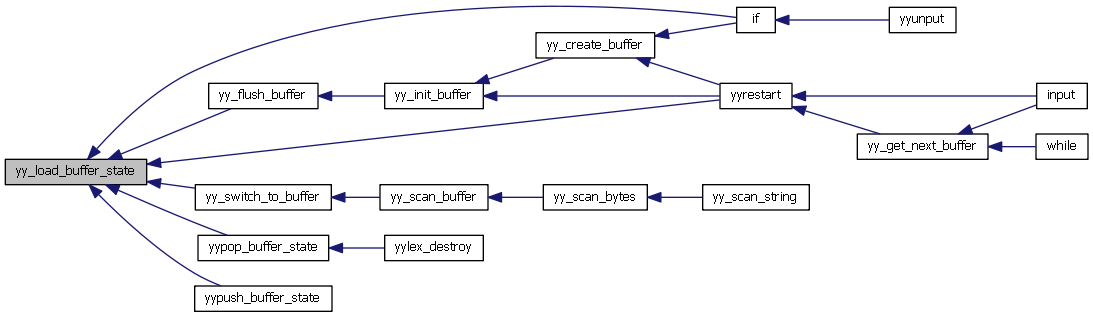 if
yyunput
yy_create_buffer
yy_flush_buffer
yy_init_buffer
yyrestart
input
yy_get_next_buffer
while
yy_load_buffer_state
yy_switch_to_buffer
yy_scan_buffer
yy_scan_bytes
yy_scan_string
yypop_buffer_state
yylex_destroy
yypush_buffer_state